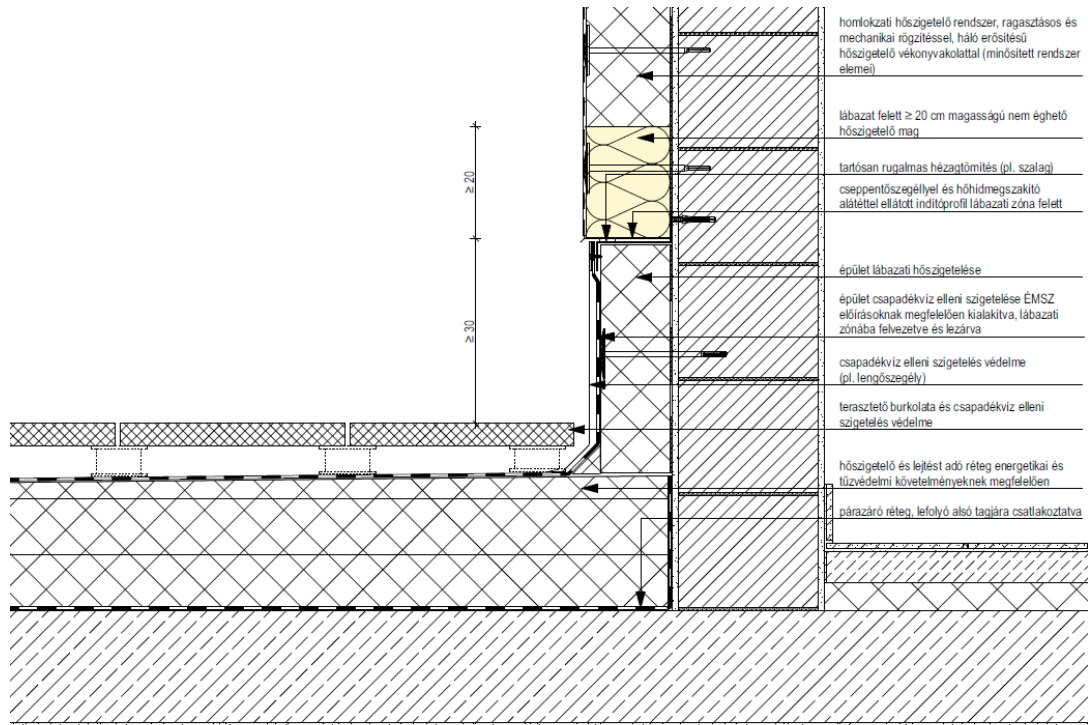 homlokzati hőszigetelő rendszer, ragasztásos és
mechanikai rögzítéssel, háló erősítésű
hőszigetelő vékonyvakolattal (minősített rendszer
elemei)
lábazat felett ≥ 20 cm magasságú nem éghető
hőszigetelő mag
tartósan rugalmas hézagtömítés (pl. szalag)
cseppentőszegéllyel és hőhídmegszakító
alátéttel ellátott indítóprofil lábazati zóna felett
≥ 20
épület lábazati hőszigetelése
épület csapadékvíz elleni szigetelése ÉMSZ
előírásoknak megfelelően kialakítva, lábazati
zónába felvezetve és lezárva
≥ 30
csapadékvíz elleni szigetelés védelme
(pl. lengőszegély)
terasztető burkolata és csapadékvíz elleni
szigetelés védelme
hőszigetelő és lejtést adó réteg energetikai és
tűzvédelmi követelményeknek megfelelően
párazáró réteg, lefolyó alsó tagjára csatlakoztatva